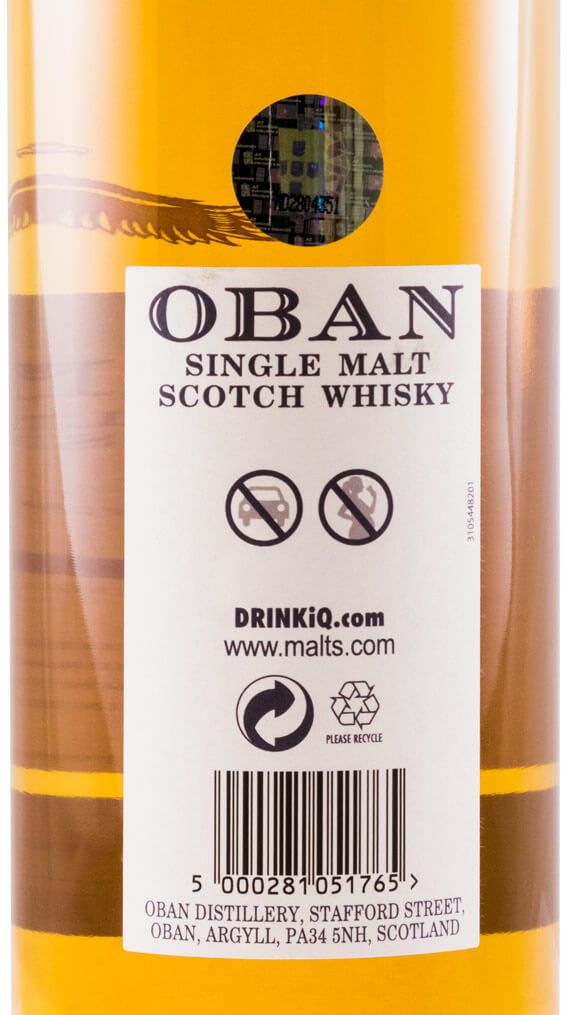 ND2804351
OBAN
SINGLE MALT
SCOTCH WHISKY
3105448201
DRINKiQ.com
www.malts.com
PLEASE RECYCLE
5 000281 051765 >
OBAN DISTILLERY, STAFFORD STREET,
OBAN, ARGYLL, PA34 5NH, SCOTLAND